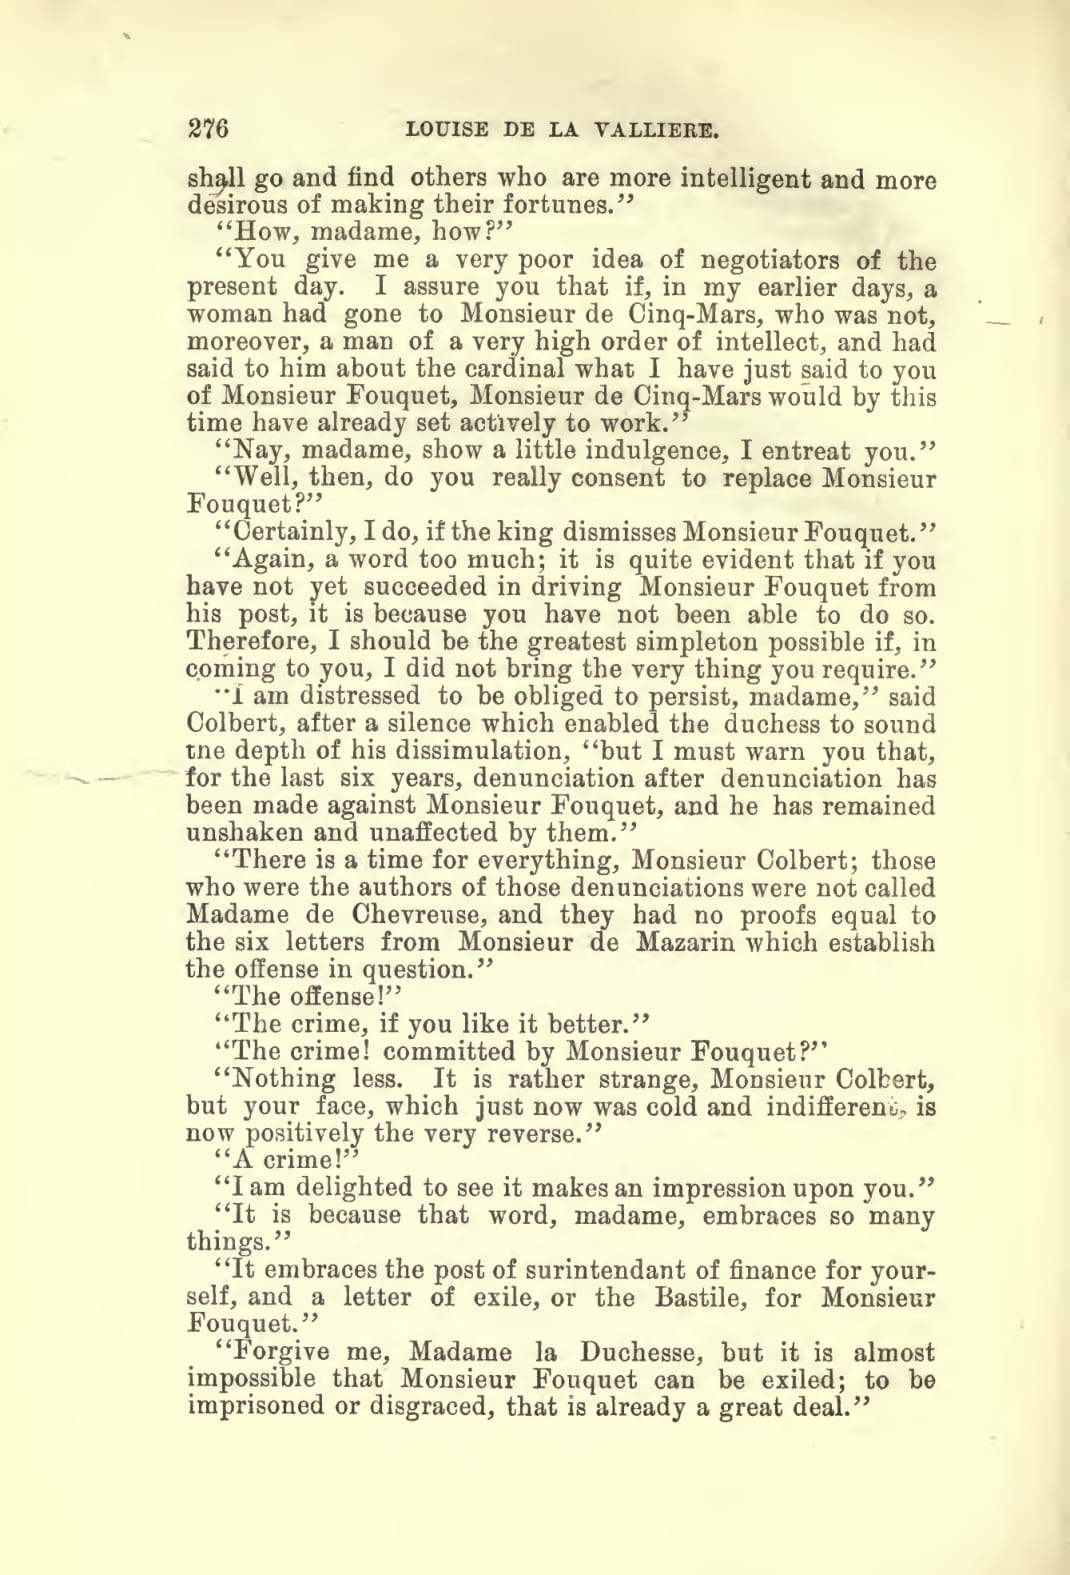 276 LOUISE DE LA VALLIERE.
shall go and find others who are more intelligent and more
desirous of making their fortunes.”
“How, madame, how?”
“You give me a very poor idea of negotiators of the
present day. I assure you that if, in my earlier days, a
woman had gone to Monsieur de Cinq-Mars, who was not,
moreover, a man of a very high order of intellect, and had
said to him about the cardinal what I have just said to you
of Monsieur Fouquet, Monsieur de Cinq-Mars would by this
time have already set actively to work.”
“Nay, madame, show a little indulgence, I entreat you.”
“Well, then, do you really consent to replace Monsieur
Fouquet?”
“Certainly, I do, if the king dismisses Monsieur Fouquet.”
“Again, a word too much; it is quite evident that if you
have not yet succeeded in driving Monsieur Fouquet from
his post, it is because you have not been able to do so.
Therefore, I should be the greatest simpleton possible if, in
coming to you, I did not bring the very thing you require.”
“I am distressed to be obliged to persist, madame,” said
Colbert, after a silence which enabled the duchess to sound
the depth of his dissimulation, “but I must warn you that,
for the last six years, denunciation after denunciation has
been made against Monsieur Fouquet, and he has remained
unshaken and unaffected by them.”
“There is a time for everything, Monsieur Colbert; those
who were the authors of those denunciations were not called
Madame de Chevreuse, and they had no proofs equal to
the six letters from Monsieur de Mazarin which establish
the offense in question.”
“The offense!”
“The crime, if you like it better.”
“The crime! committed by Monsieur Fouquet?”
“Nothing less. It is rather strange, Monsieur Colbert,
but your face, which just now was cold and indifferent, is
now positively the very reverse.”
“A crime!”
“I am delighted to see it makes an impression upon you.”
“It is because that word, madame, embraces so many
things.”
“It embraces the post of surintendant of finance for your-
self, and a letter of exile, or the Bastile, for Monsieur
Fouquet.”
“Forgive me, Madame la Duchesse, but it is almost
impossible that Monsieur Fouquet can be exiled; to be
imprisoned or disgraced, that is already a great deal.”